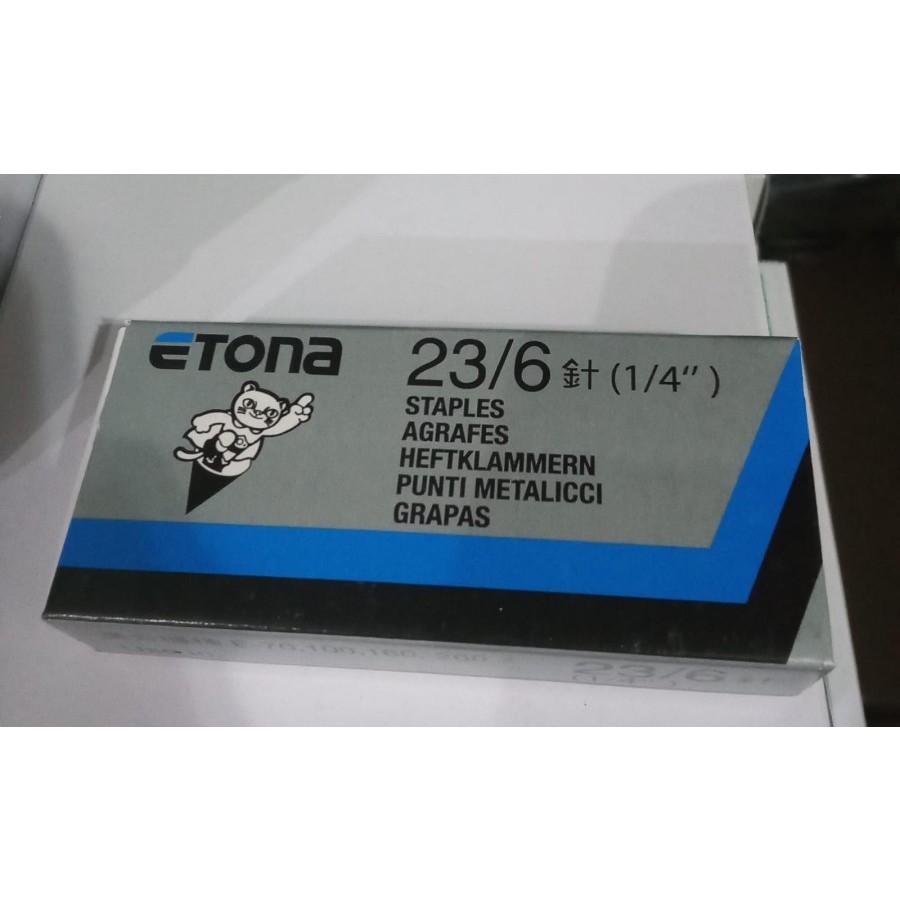 ETONA
23/6 針 (1/4")
STAPLES
AGRAFES
HEFTKLAMMERN
PUNTI METALICCI
GRAPAS
23/6 針